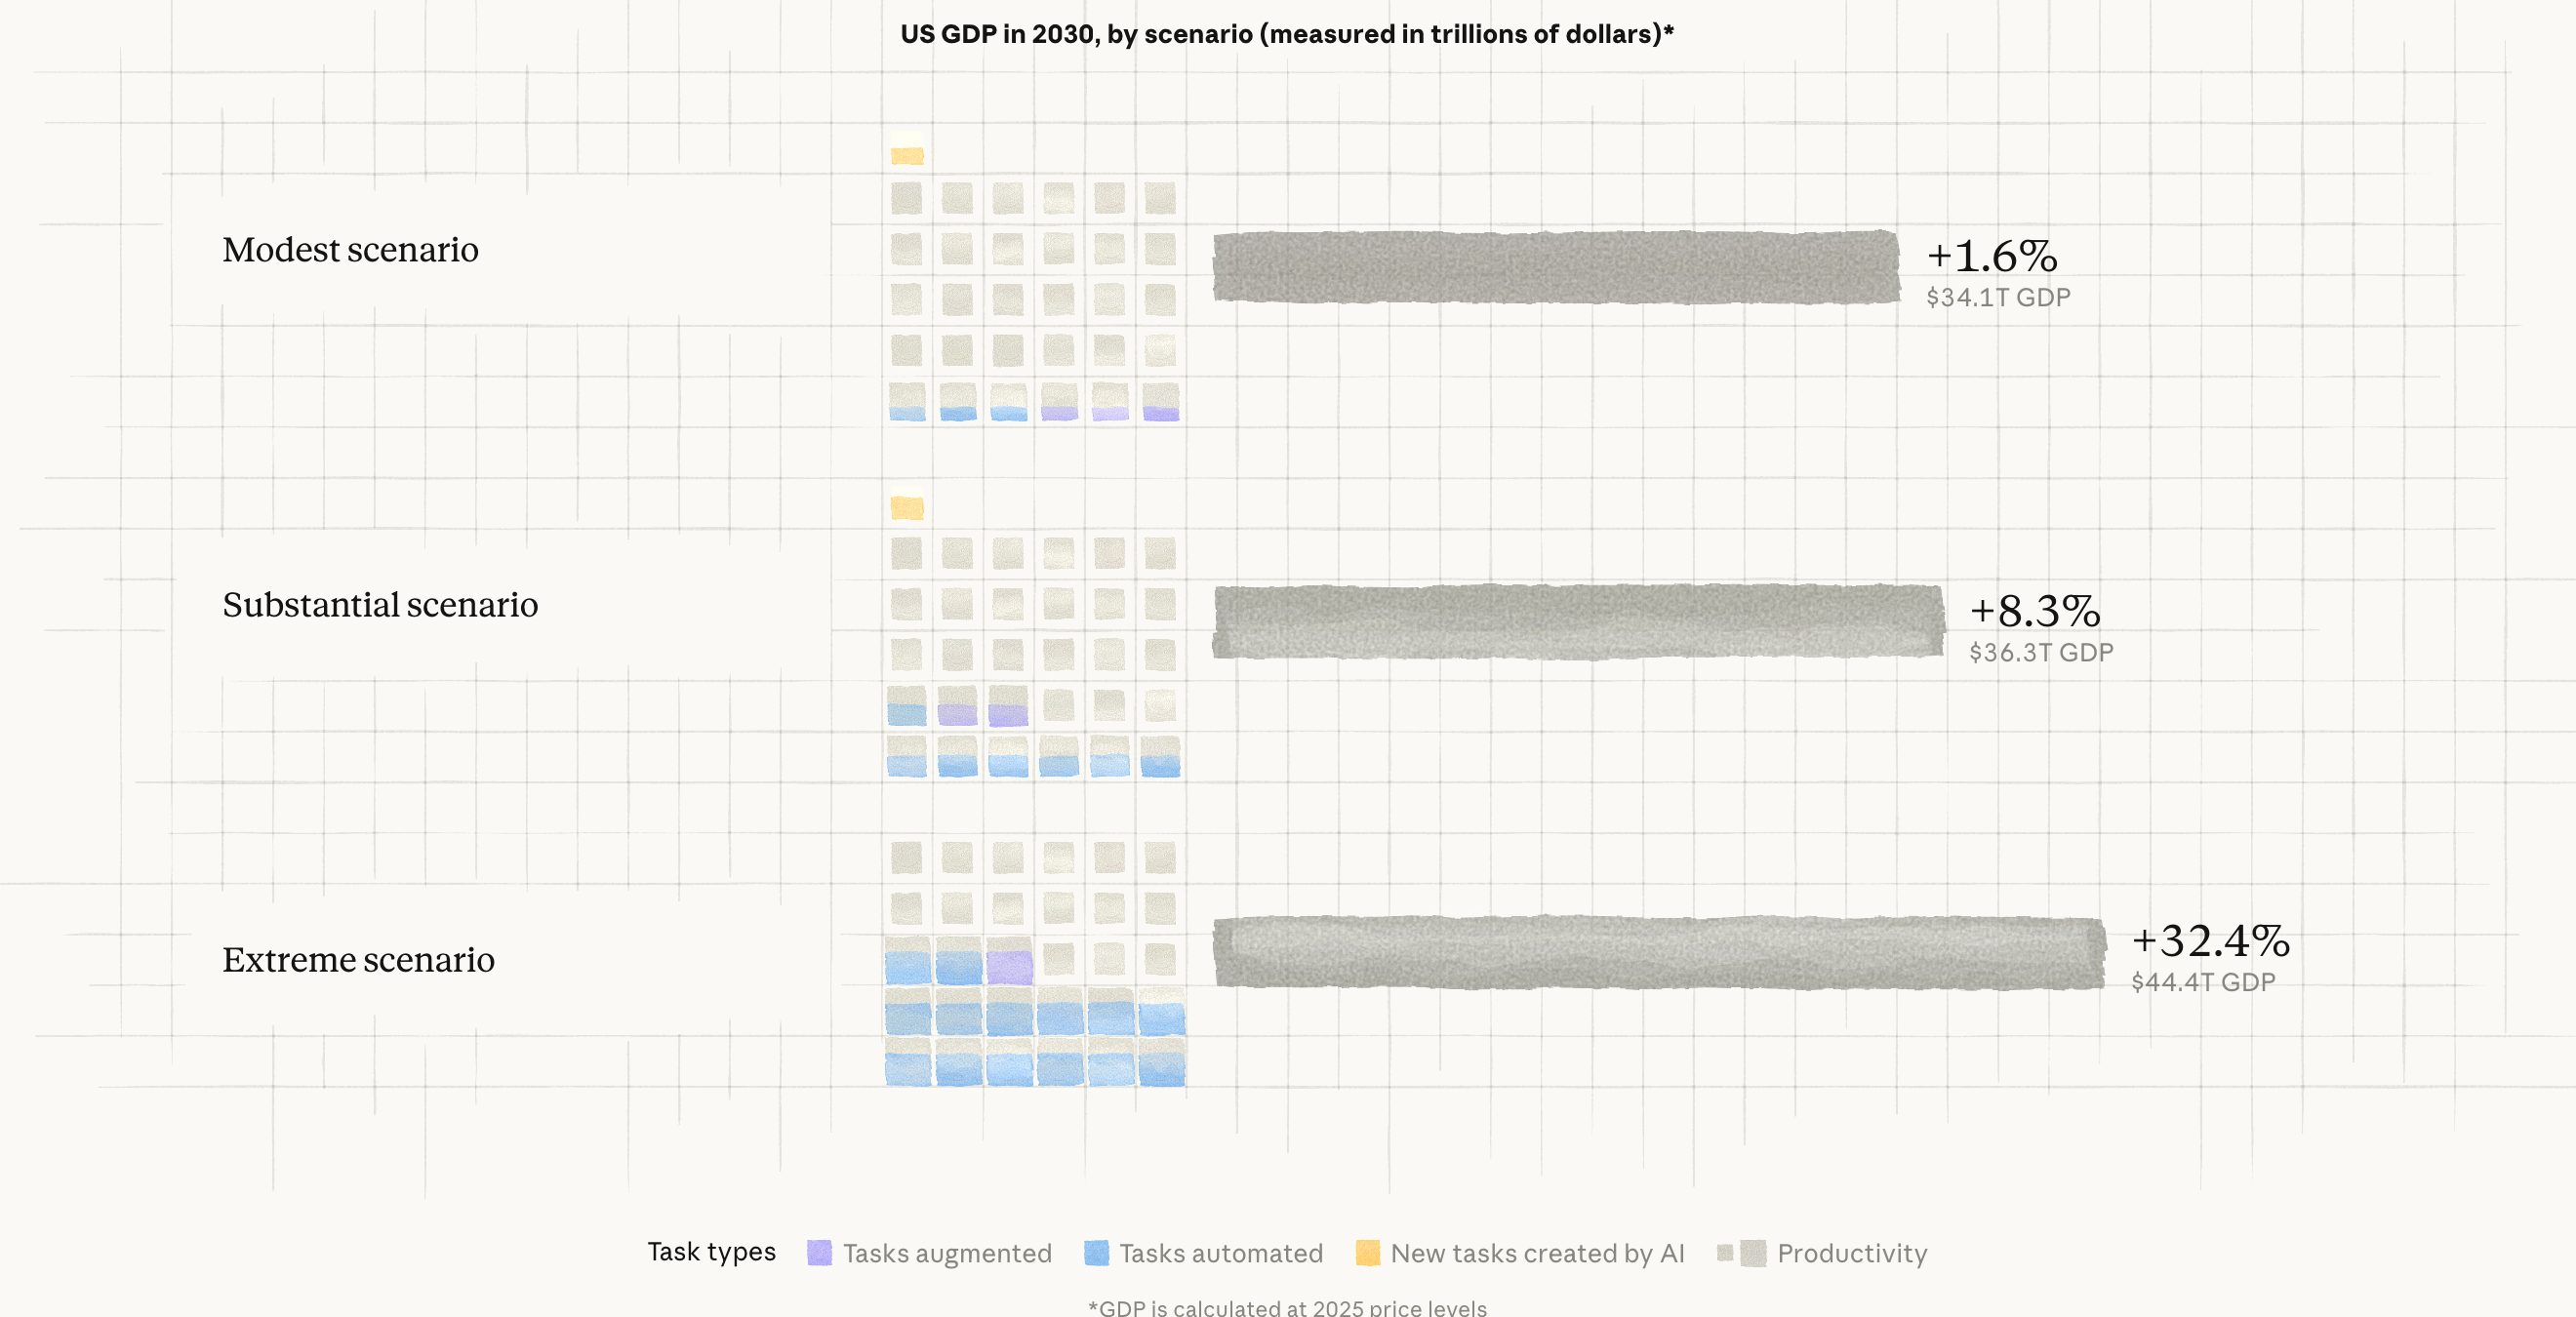 US GDP in 2030, by scenario (measured in trillions of dollars)*
Modest scenario
+1.6%
$34.1T GDP
Substantial scenario
+8.3%
$36.3T GDP
Extreme scenario
+32.4%
$44.4T GDP
Task types Tasks augmented Tasks automated New tasks created by AI Productivity
*GDP is calculated at 2025 price levels